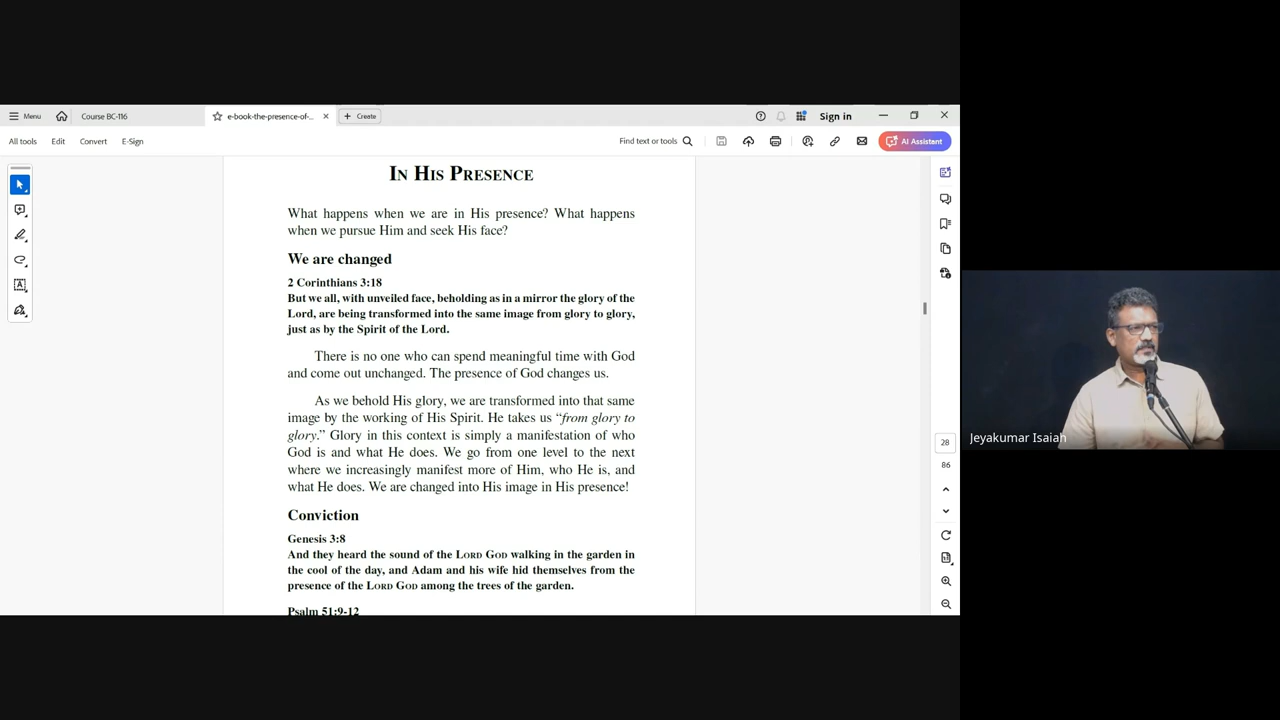 Menu
Course BC-116
e-book-the-presence-of-...
Create
Sign in
All tools
Edit
Convert
E-Sign
Find text or tools
AI Assistant
IN HIS PRESENCE
What happens when we are in His presence? What happens
when we pursue Him and seek His face?
We are changed
2 Corinthians 3:18
But we all, with unveiled face, beholding as in a mirror the glory of the
Lord, are being transformed into the same image from glory to glory,
just as by the Spirit of the Lord.
There is no one who can spend meaningful time with God
and come out unchanged. The presence of God changes us.
As we behold His glory, we are transformed into that same
image by the working of His Spirit. He takes us “from glory to
glory.” Glory in this context is simply a manifestation of who
God is and what He does. We go from one level to the next
where we increasingly manifest more of Him, who He is, and
what He does. We are changed into His image in His presence!
Conviction
Genesis 3:8
And they heard the sound of the LORD GOD walking in the garden in
the cool of the day, and Adam and his wife hid themselves from the
presence of the LORD GOD among the trees of the garden.
Psalm 51:9-12
28
86
Jeyakumar Isaiah